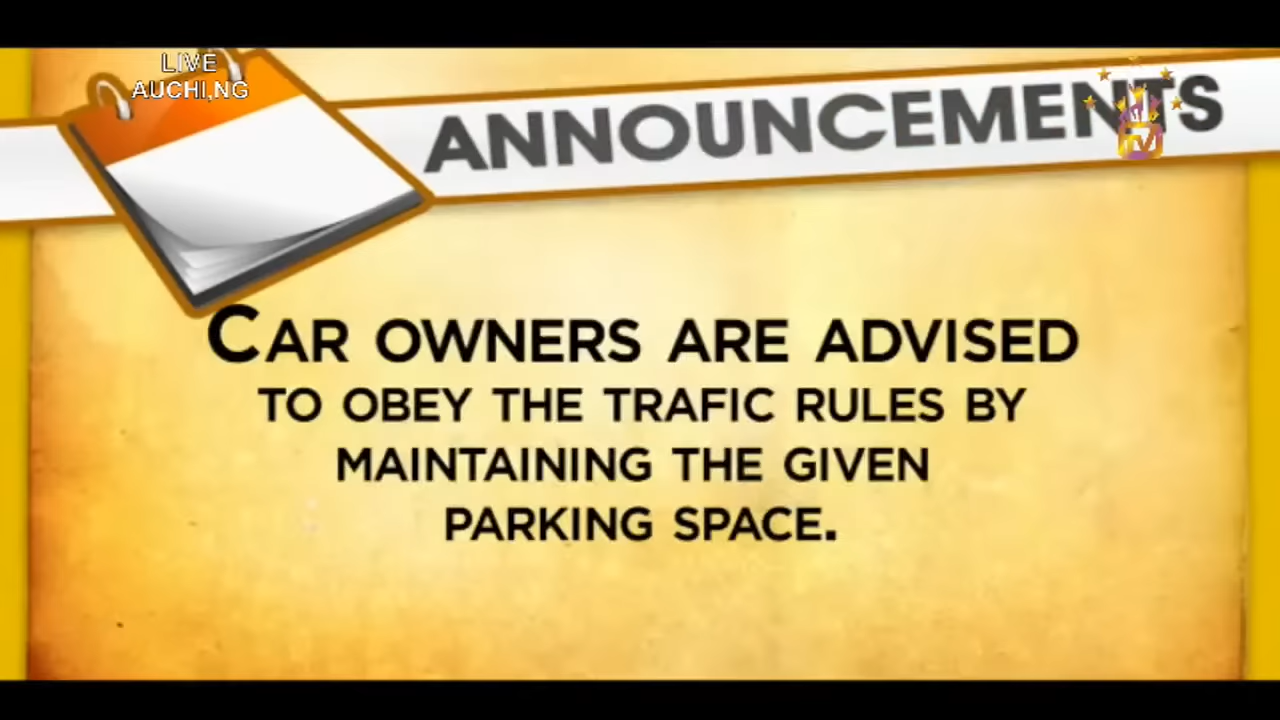 LIVE
AUCHI,NG
ANNOUNCEMENTS
TV
CAR OWNERS ARE ADVISED
TO OBEY THE TRAFIC RULES BY
MAINTAINING THE GIVEN
PARKING SPACE.